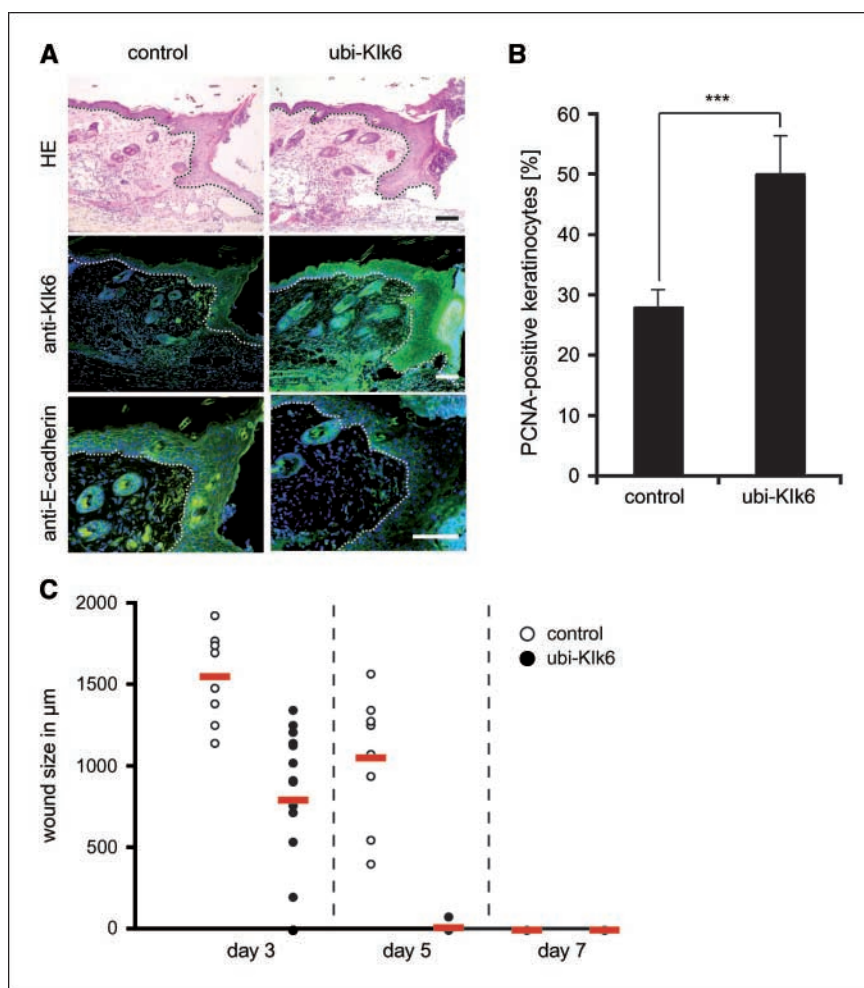 A
control
ubi-Klk6
HE
anti-Klk6
anti-E-cadherin
B
***
60
50
40
30
20
10
0
PCNA-positive keratinocytes [%]
control
ubi-Klk6
C
2000
1500
1000
500
0
wound size in µm
control
ubi-Klk6
day 3
day 5
day 7